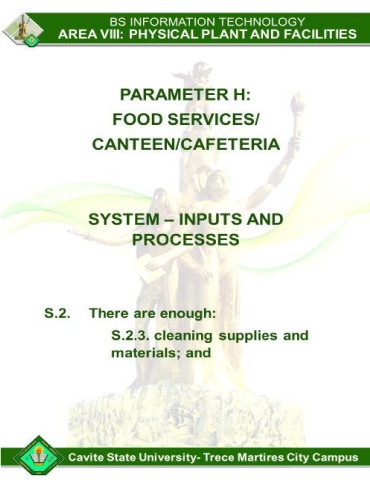 BS INFORMATION TECHNOLOGY
AREA VIII: PHYSICAL PLANT AND FACILITIES
PARAMETER H:
FOOD SERVICES/
CANTEEN/CAFETERIA
SYSTEM – INPUTS AND
PROCESSES
S.2. There are enough:
S.2.3. cleaning supplies and
materials; and
Cavite State University- Trece Martires City Campus